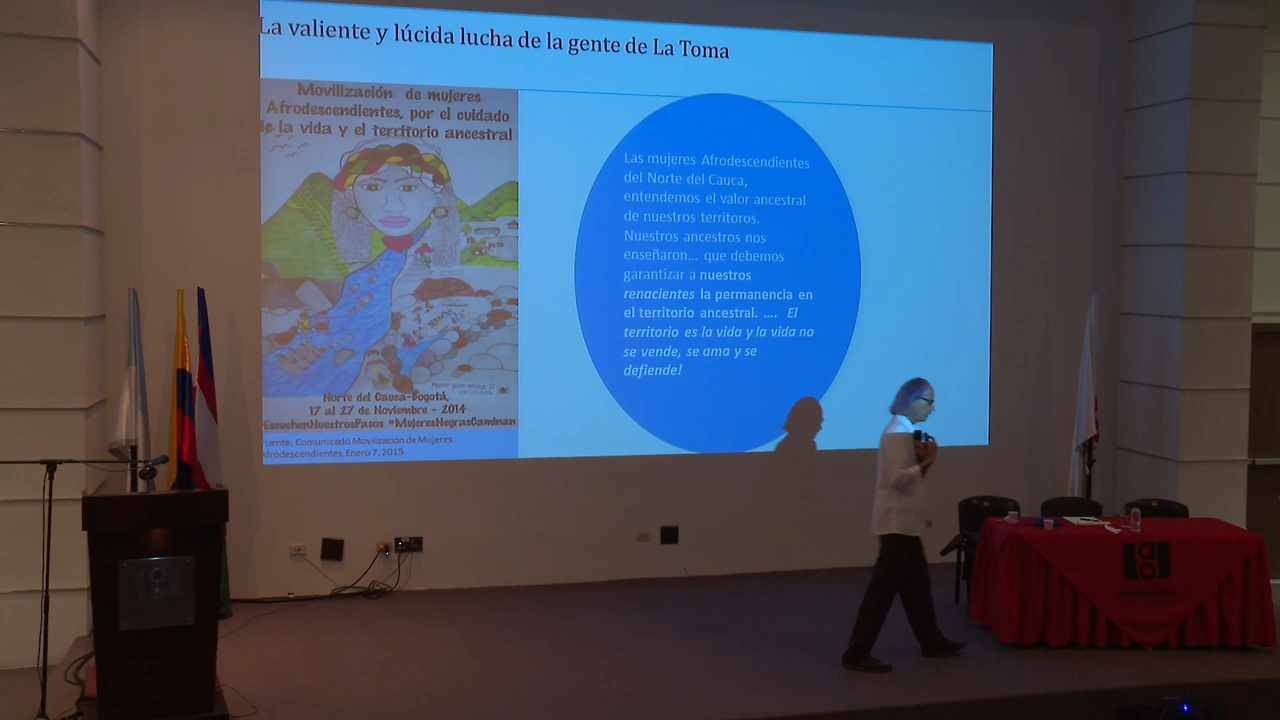 La valiente y lúcida lucha de la gente de La Toma
Movilización de mujeres
Afrodescendientes, por el cuidado
de la vida y el territorio ancestral
Norte del Cauca-Bogotá,
17 al 27 de Noviembre - 2014
#EscuchenNuestrosPasos #MujeresNegrasCaminan
Fuente: Comunicado Movilización de Mujeres
Afrodescendientes, Enero 7, 2015
Las mujeres Afrodescendientes
del Norte del Cauca,
entendemos el valor ancestral
de nuestros territoros.
Nuestros ancestros nos
enseñaron... que debemos
garantizar a nuestros
renacientes la permanencia en
el territorio ancestral. .... El
territorio es la vida y la vida no
se vende, se ama y se
defiende!